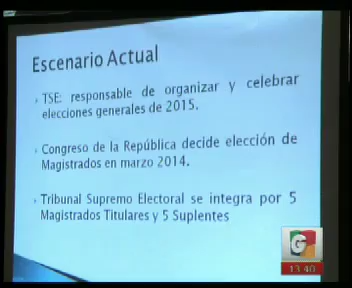 Escenario Actual
TSE: responsable de organizar y celebrar
elecciones generales de 2015.
Congreso de la República decide elección de
Magistrados en marzo 2014.
Tribunal Supremo Electoral se integra por 5
Magistrados Titulares y 5 Suplentes
G
13:40